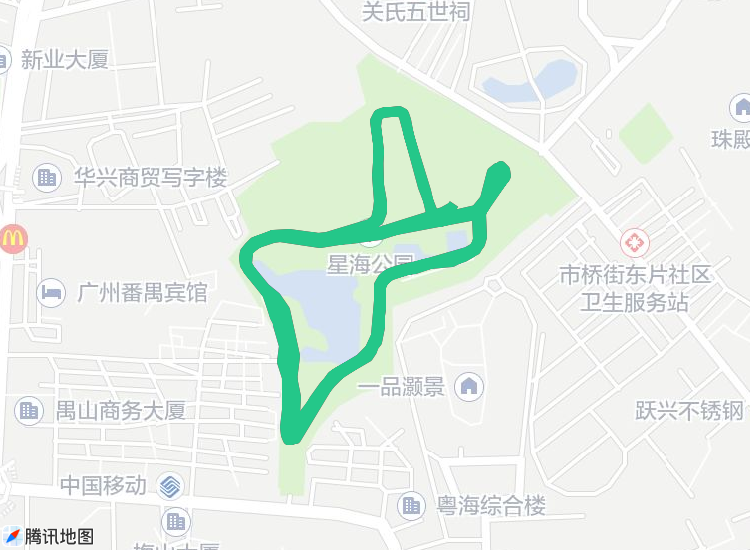 关氏五世祠
新业大厦
珠殿
华兴商贸写字楼
星海公园
市桥街东片社区
卫生服务站
广州番禺宾馆
一品灏景
禺山商务大厦
跃兴不锈钢
中国移动
粤海综合楼
腾讯地图